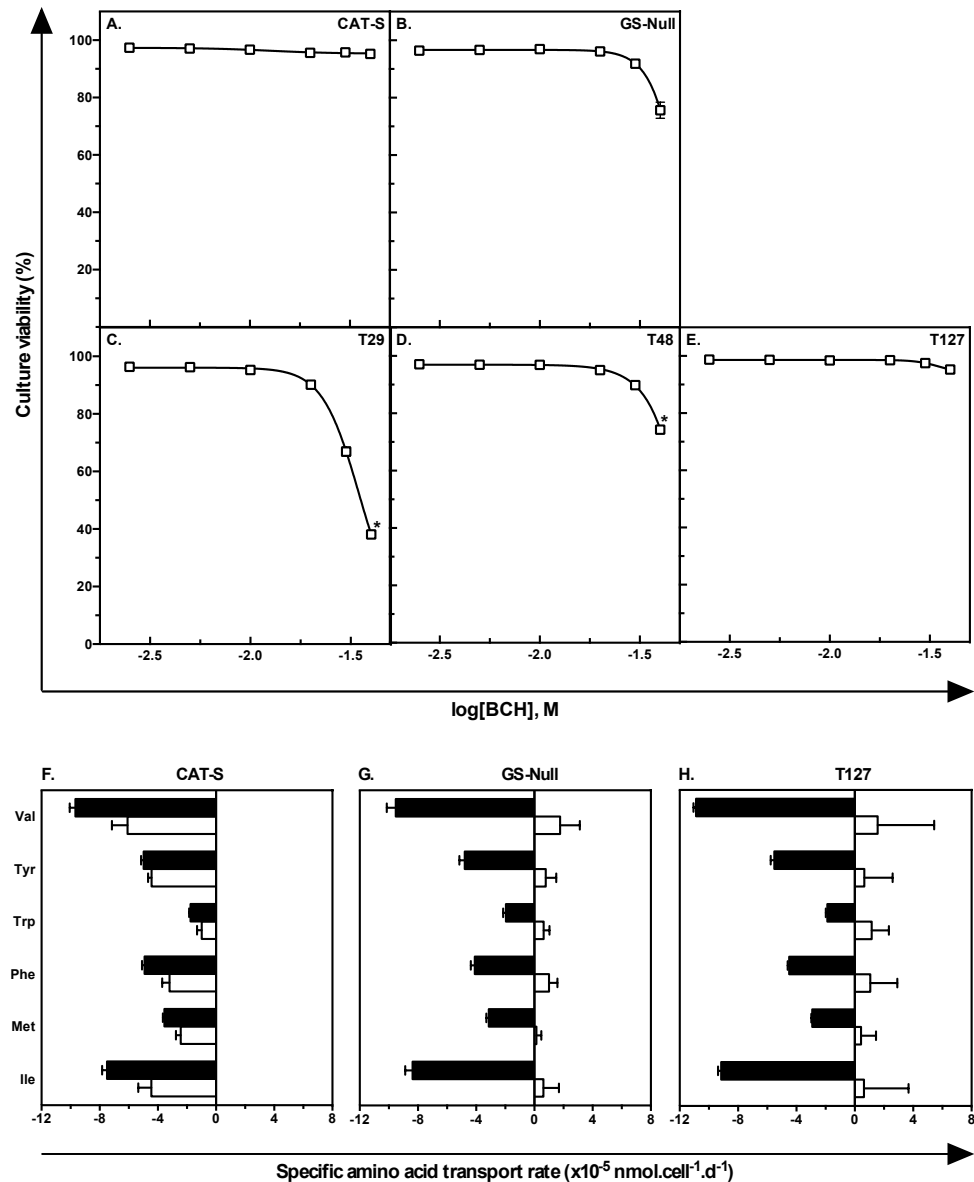 A. CAT-S
B. GS-Null
100
80
60
40
20
Culture viability (%)
C. T29
D. T48
E. T127
100
80
60
40
20
0
*
*
-2.5 -2.0 -1.5
-2.5 -2.0 -1.5
-2.5 -2.0 -1.5
log[BCH], M
F. CAT-S
G. GS-Null
H. T127
Val
Tyr
Trp
Phe
Met
Ile
-12 -8 -4 0 4 8
-12 -8 -4 0 4 8
-12 -8 -4 0 4 8
Specific amino acid transport rate (x10⁻⁵ nmol.cell⁻¹.d⁻¹)